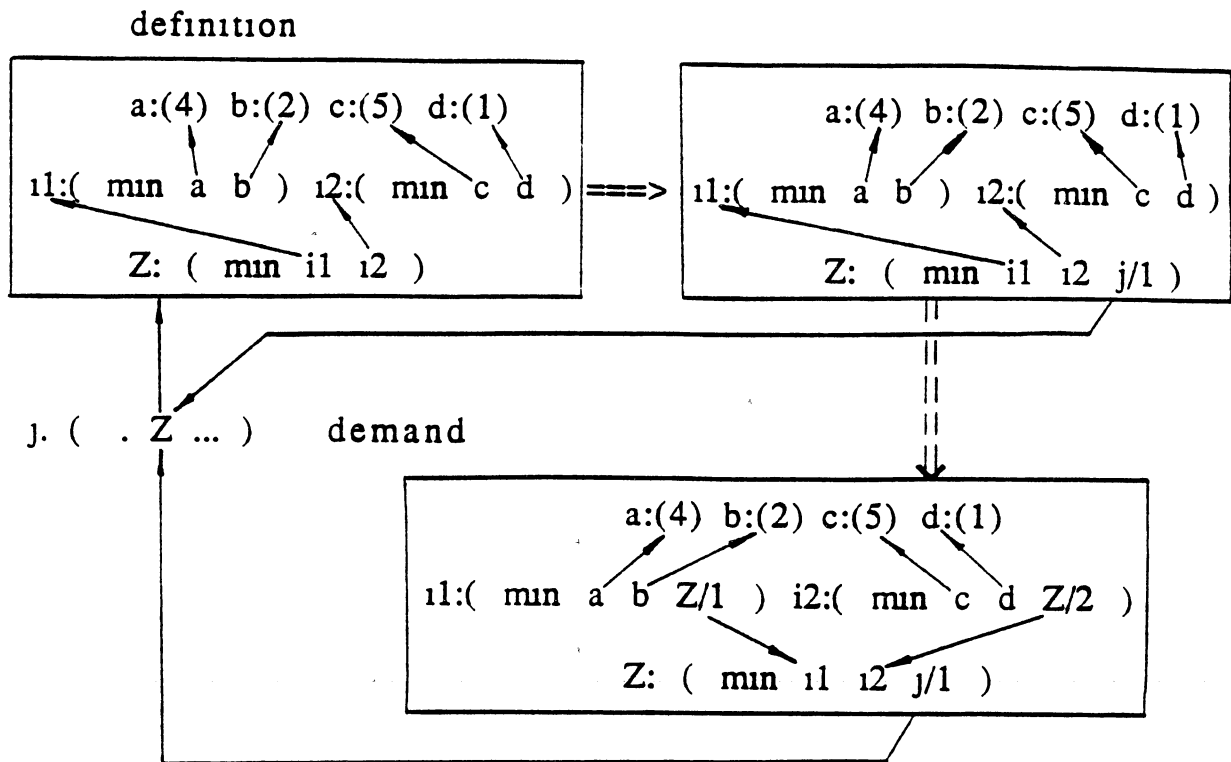 definition
a:(4) b:(2) c:(5) d:(1)
i1:( min a b ) i2:( min c d )
Z: ( min i1 i2 )
===>
a:(4) b:(2) c:(5) d:(1)
i1:( min a b ) i2:( min c d )
Z: ( min i1 i2 j/1 )
j. ( . Z ... ) demand
a:(4) b:(2) c:(5) d:(1)
i1:( min a b Z/1 ) i2:( min c d Z/2 )
Z: ( min i1 i2 j/1 )